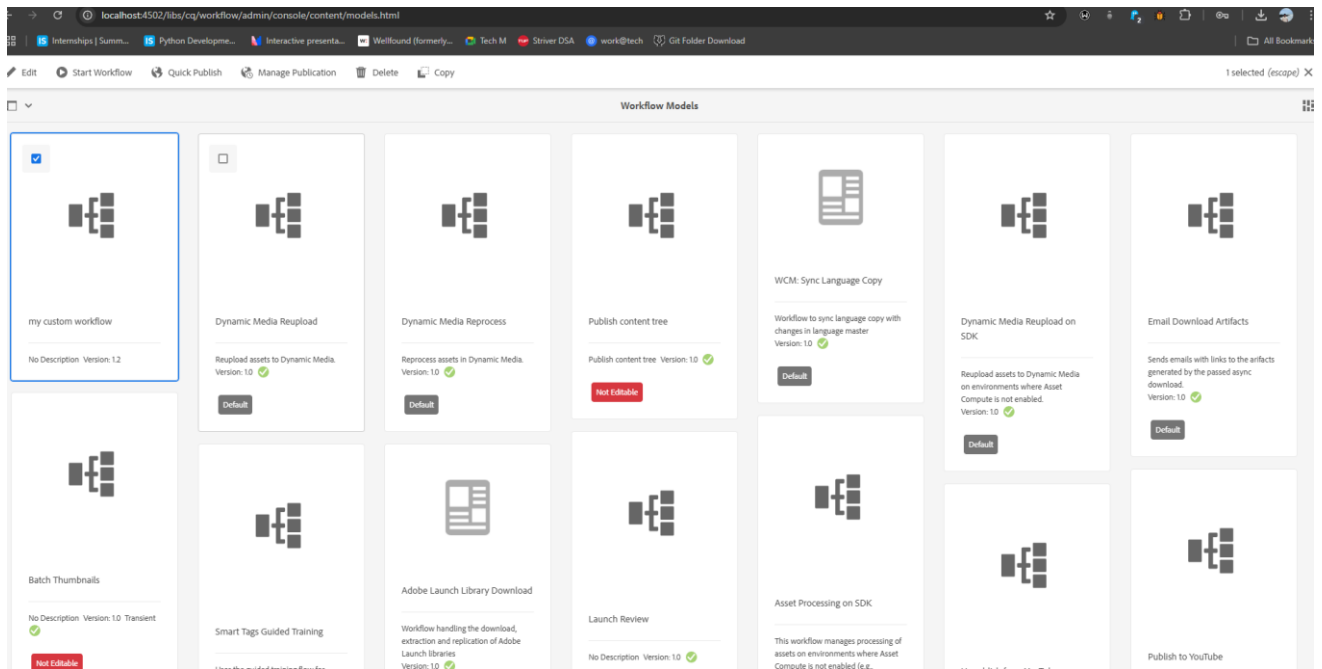 localhost:4502/libs/cq/workflow/admin/console/content/models.html
Internships | Summ...
Python Developme...
Interactive presenta...
Wellfound (formerly...
Tech M
Striver DSA
work@tech
Git Folder Download
All Bookmark
Edit
Start Workflow
Quick Publish
Manage Publication
Delete
Copy
1 selected (escape)
Workflow Models
my custom workflow
No Description Version: 1.2
Dynamic Media Reupload
Reupload assets to Dynamic Media.
Version: 1.0
Default
Dynamic Media Reprocess
Reprocess assets in Dynamic Media.
Version: 1.0
Default
Publish content tree
Publish content tree Version: 1.0
Not Editable
WCM: Sync Language Copy
Workflow to sync language copy with
changes in language master
Version: 1.0
Default
Dynamic Media Reupload on
SDK
Reupload assets to Dynamic Media
on environments where Asset
Compute is not enabled.
Version: 1.0
Default
Email Download Artifacts
Sends emails with links to the arifacts
generated by the passed async
download.
Version: 1.0
Default
Batch Thumbnails
No Description Version: 1.0 Transient
Not Editable
Smart Tags Guided Training
Adobe Launch Library Download
Workflow handling the download,
extraction and replication of Adobe
Launch libraries
Version: 1.0
Launch Review
No Description Version: 1.0
Asset Processing on SDK
This workflow manages processing of
assets on environments where Asset
Compute is not enabled (e.g.,
Publish to YouTube